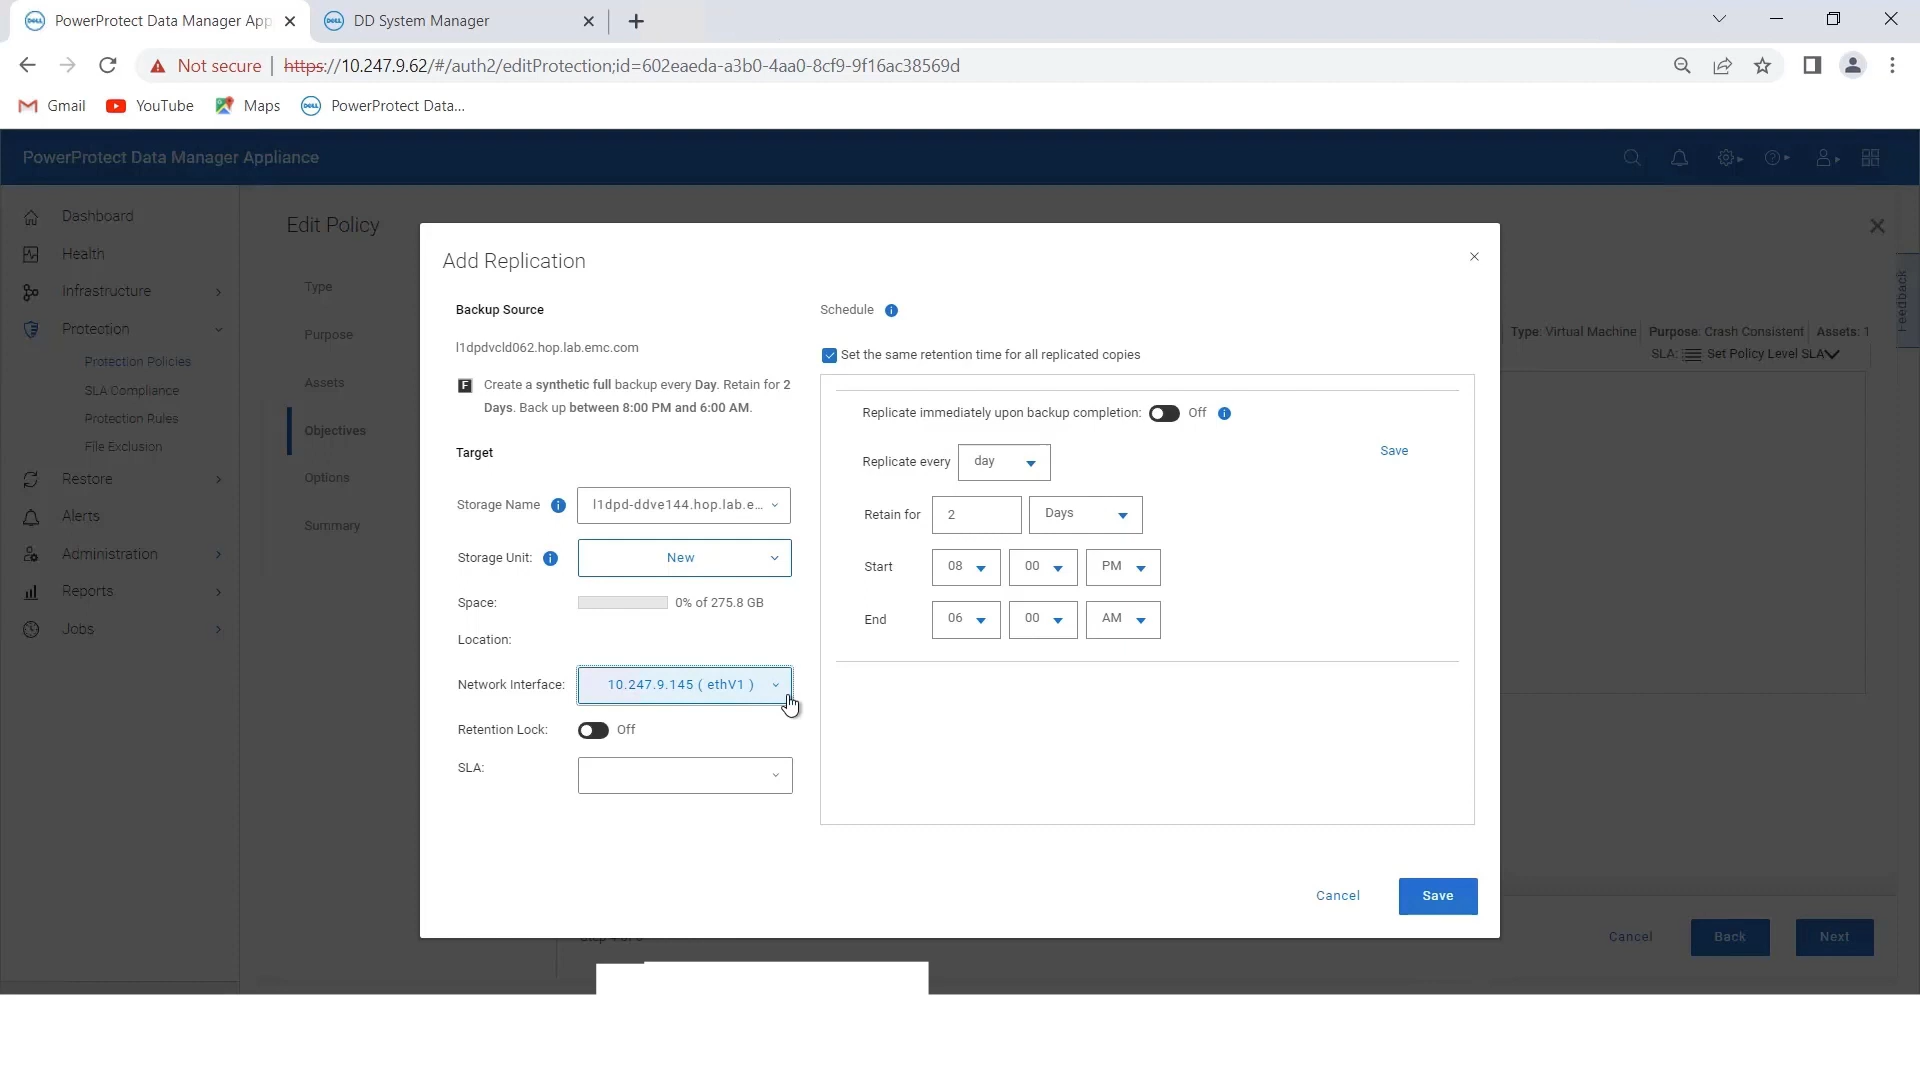 PowerProtect Data Manager App
DD System Manager
Not secure
https://10.247.9.62/#/auth2/editProtection;id=602eaeda-a3b0-4aa0-8cf9-9f16ac38569d
Gmail
YouTube
Maps
PowerProtect Data...
PowerProtect Data Manager Appliance
Dashboard
Health
Infrastructure
Protection
Protection Policies
SLA Compliance
Protection Rules
File Exclusion
Restore
Alerts
Administration
Reports
Jobs
Edit Policy
Type
Purpose
Assets
Objectives
Options
Summary
Add Replication
Backup Source
l1dpdvcld062.hop.lab.emc.com
F Create a synthetic full backup every Day. Retain for 2
Days. Back up between 8:00 PM and 6:00 AM.
Target
Storage Name l1dpd-ddve144.hop.lab.e...
Storage Unit: New
Space: 0% of 275.8 GB
Location:
Network Interface: 10.247.9.145 ( ethV1 )
Retention Lock: Off
SLA:
Schedule
Set the same retention time for all replicated copies
Replicate immediately upon backup completion: Off
Replicate every day
Save
Retain for 2 Days
Start 08 00 PM
End 06 00 AM
Cancel
Save
Type: Virtual Machine Purpose: Crash Consistent Assets: 1
SLA: Set Policy Level SLA
Feedback
Cancel
Back
Next